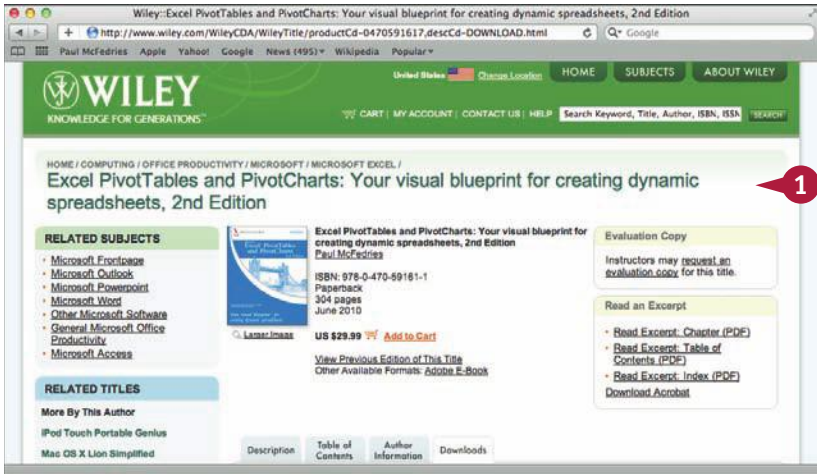 Wiley::Excel PivotTables and PivotCharts: Your visual blueprint for creating dynamic spreadsheets, 2nd Edition
http://www.wiley.com/WileyCDA/WileyTitle/productCd-0470591617,descCd-DOWNLOAD.html
Google
Paul McFedries Apple Yahoo! Google News (495) Wikipedia Popular
United States Change Location HOME SUBJECTS ABOUT WILEY
WILEY
KNOWLEDGE FOR GENERATIONS™
CART | MY ACCOUNT | CONTACT US | HELP Search Keyword, Title, Author, ISBN, ISSN SEARCH
HOME / COMPUTING / OFFICE PRODUCTIVITY / MICROSOFT / MICROSOFT EXCEL /
Excel PivotTables and PivotCharts: Your visual blueprint for creating dynamic
spreadsheets, 2nd Edition
1
RELATED SUBJECTS
Microsoft Frontpage
Microsoft Outlook
Microsoft Powerpoint
Microsoft Word
Other Microsoft Software
General Microsoft Office
Productivity
Microsoft Access
RELATED TITLES
More By This Author
iPod Touch Portable Genius
Mac OS X Lion Simplified
Larger Image
Excel PivotTables and PivotCharts: Your visual blueprint for
creating dynamic spreadsheets, 2nd Edition
Paul McFedries
ISBN: 978-0-470-59161-1
Paperback
304 pages
June 2010
US $29.99 Add to Cart
View Previous Edition of This Title
Other Available Formats: Adobe E-Book
Description Table of Contents Author Information Downloads
Evaluation Copy
Instructors may request an
evaluation copy for this title.
Read an Excerpt
Read Excerpt: Chapter (PDF)
Read Excerpt: Table of
Contents (PDF)
Read Excerpt: Index (PDF)
Download Acrobat